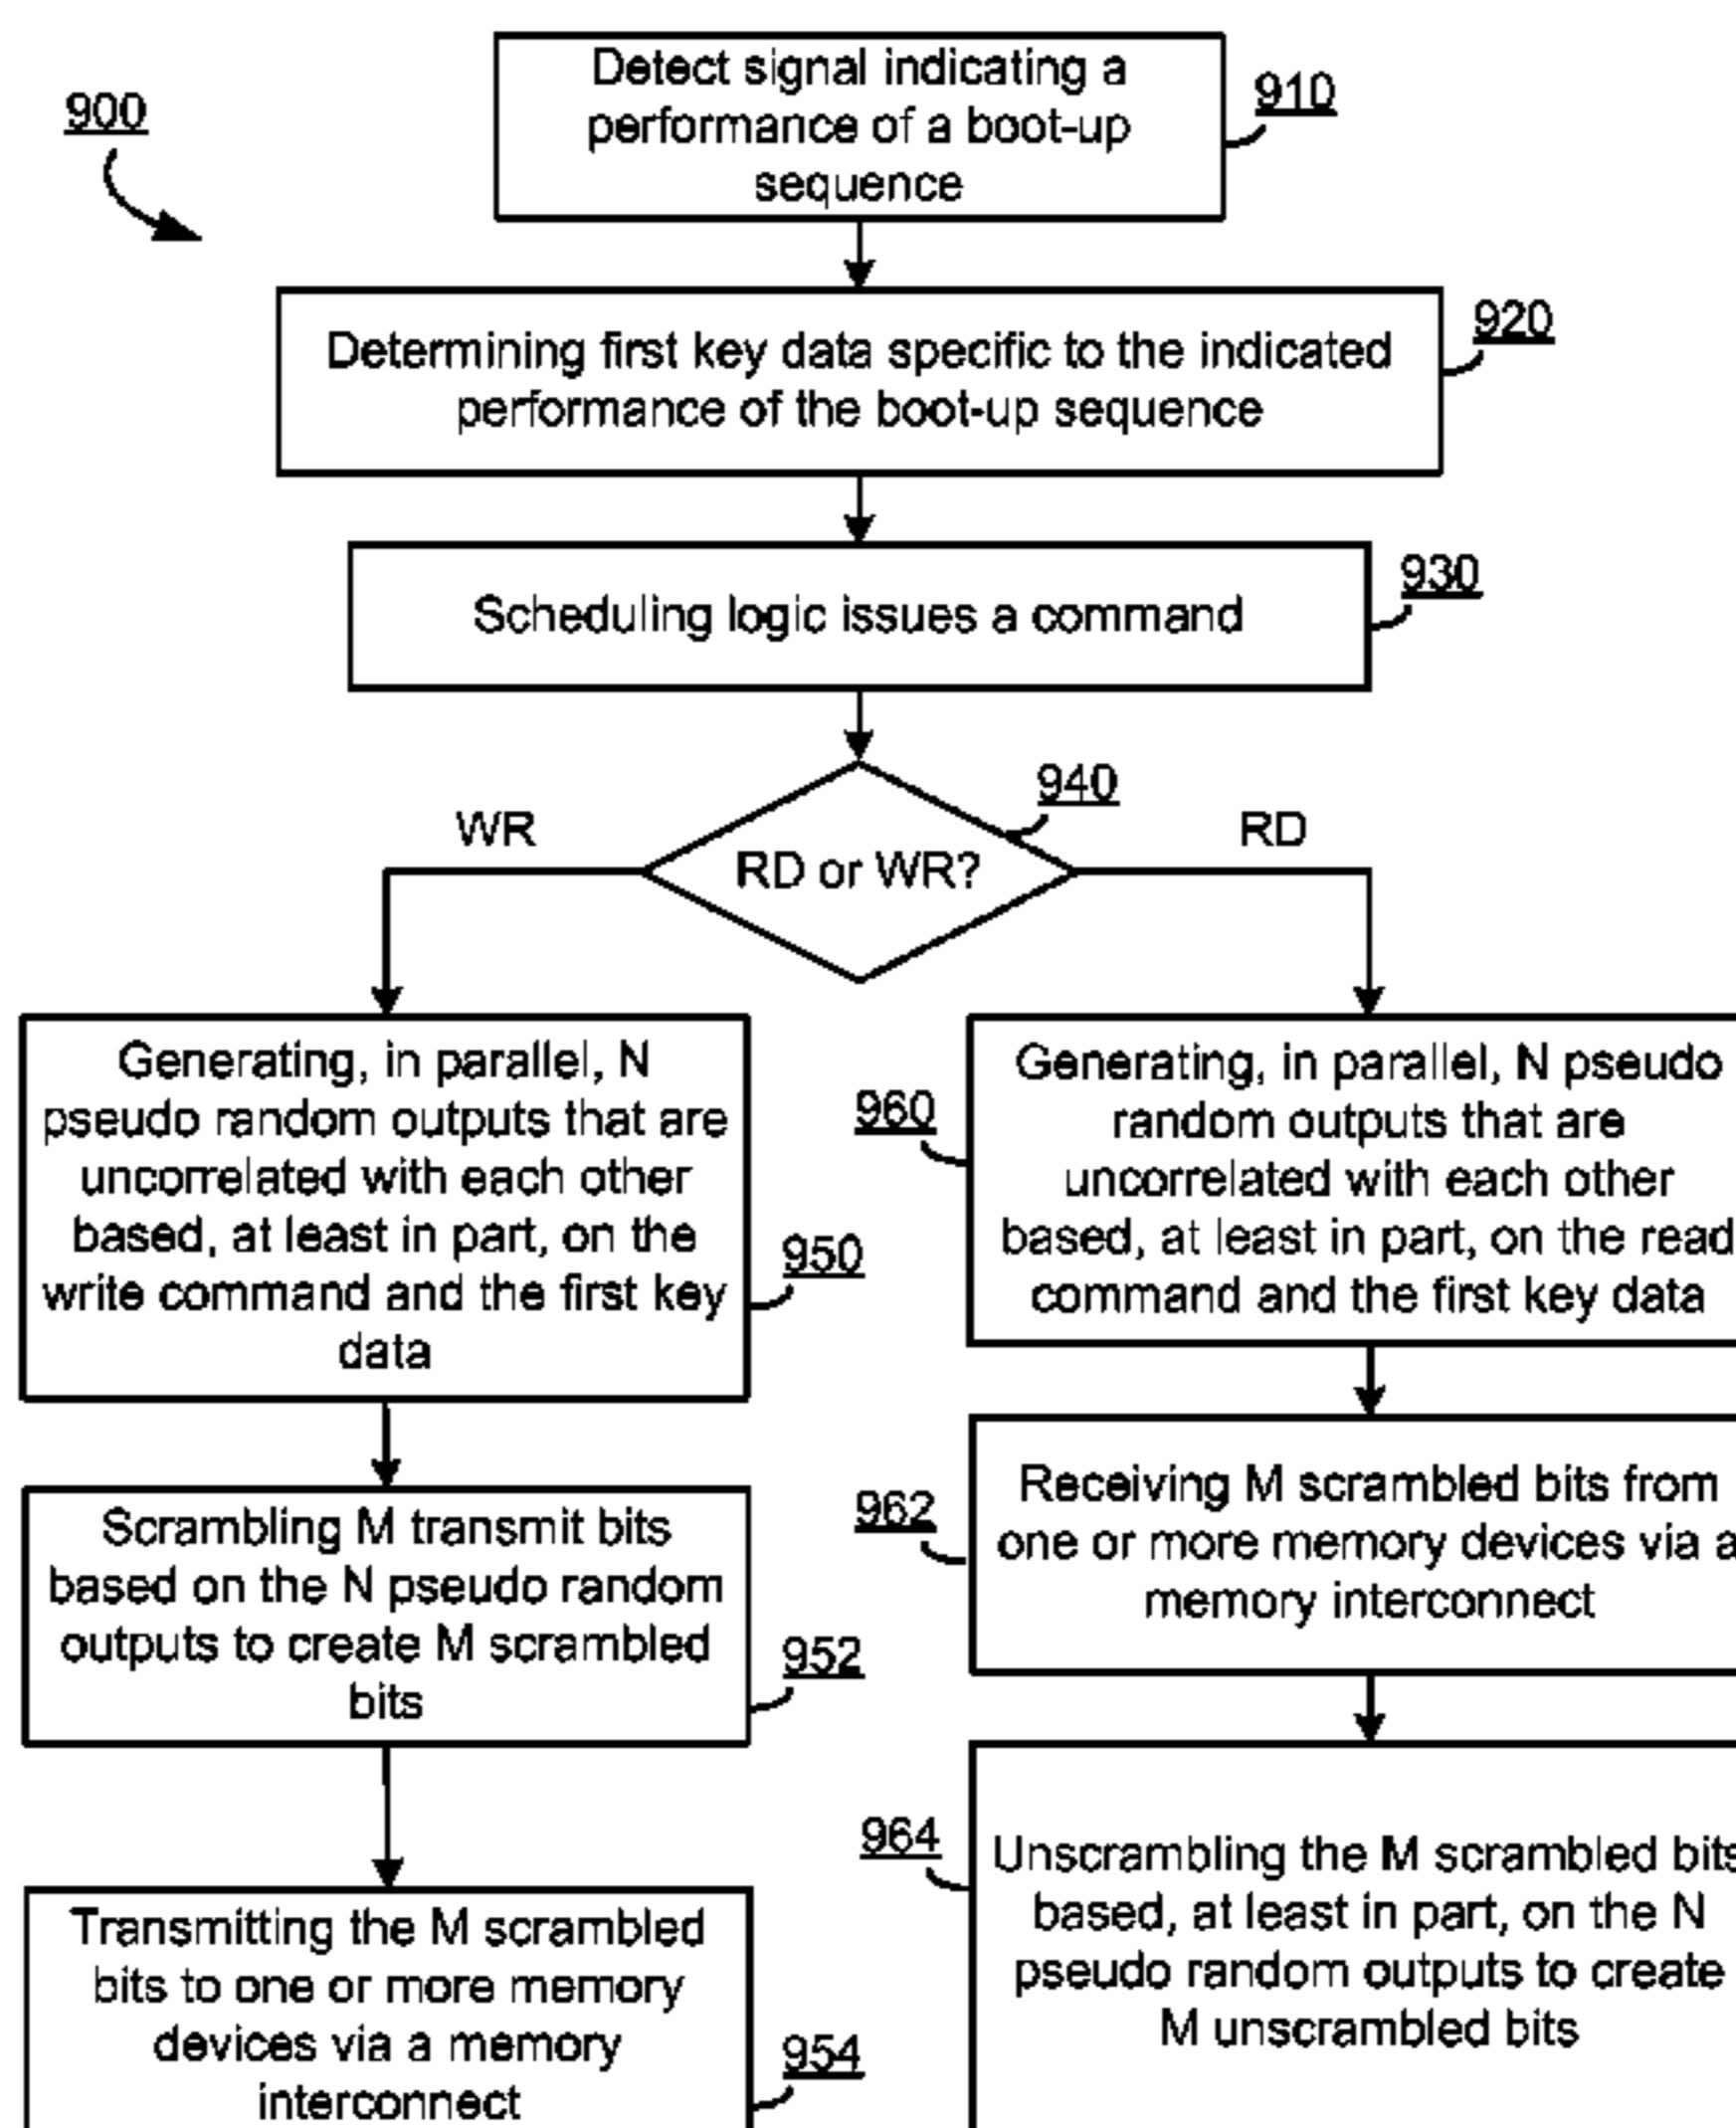 900
Detect signal indicating a
performance of a boot-up
sequence
910
Determining first key data specific to the indicated
performance of the boot-up sequence
920
Scheduling logic issues a command
930
940
WR
RD or WR?
RD
Generating, in parallel, N
pseudo random outputs that are
uncorrelated with each other
based, at least in part, on the
write command and the first key
data
950
Scrambling M transmit bits
based on the N pseudo random
outputs to create M scrambled
bits
952
Transmitting the M scrambled
bits to one or more memory
devices via a memory
interconnect
954
960
Generating, in parallel, N pseudo
random outputs that are
uncorrelated with each other
based, at least in part, on the read
command and the first key data
962
Receiving M scrambled bits from
one or more memory devices via a
memory interconnect
964
Unscrambling the M scrambled bits
based, at least in part, on the N
pseudo random outputs to create
M unscrambled bits